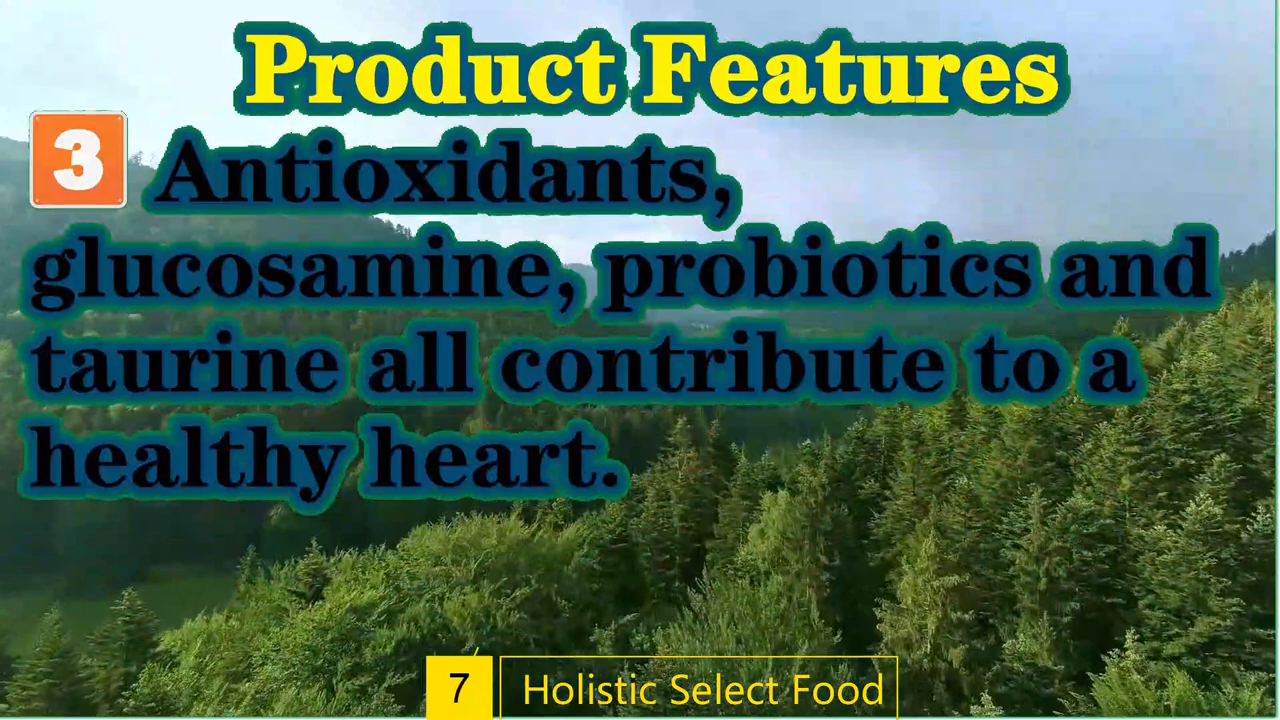 Product Features
3 Antioxidants,
glucosamine, probiotics and
taurine all contribute to a
healthy heart.
7 Holistic Select Food